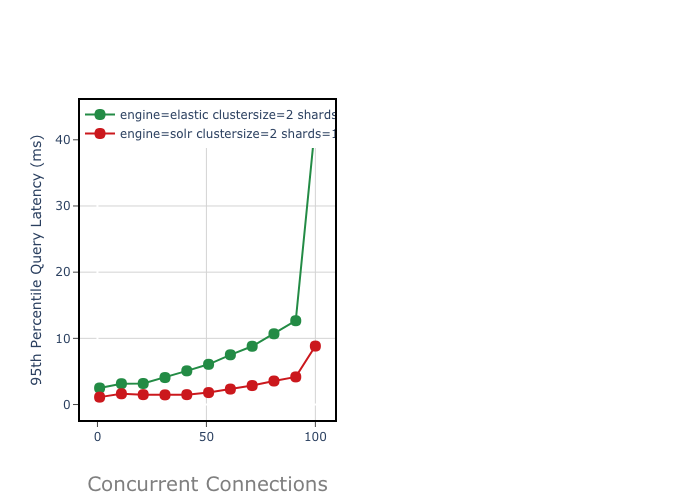 engine=elastic clustersize=2 shards
engine=solr clustersize=2 shards=1
40
30
20
10
0
95th Percentile Query Latency (ms)
0 50 100
Concurrent Connections